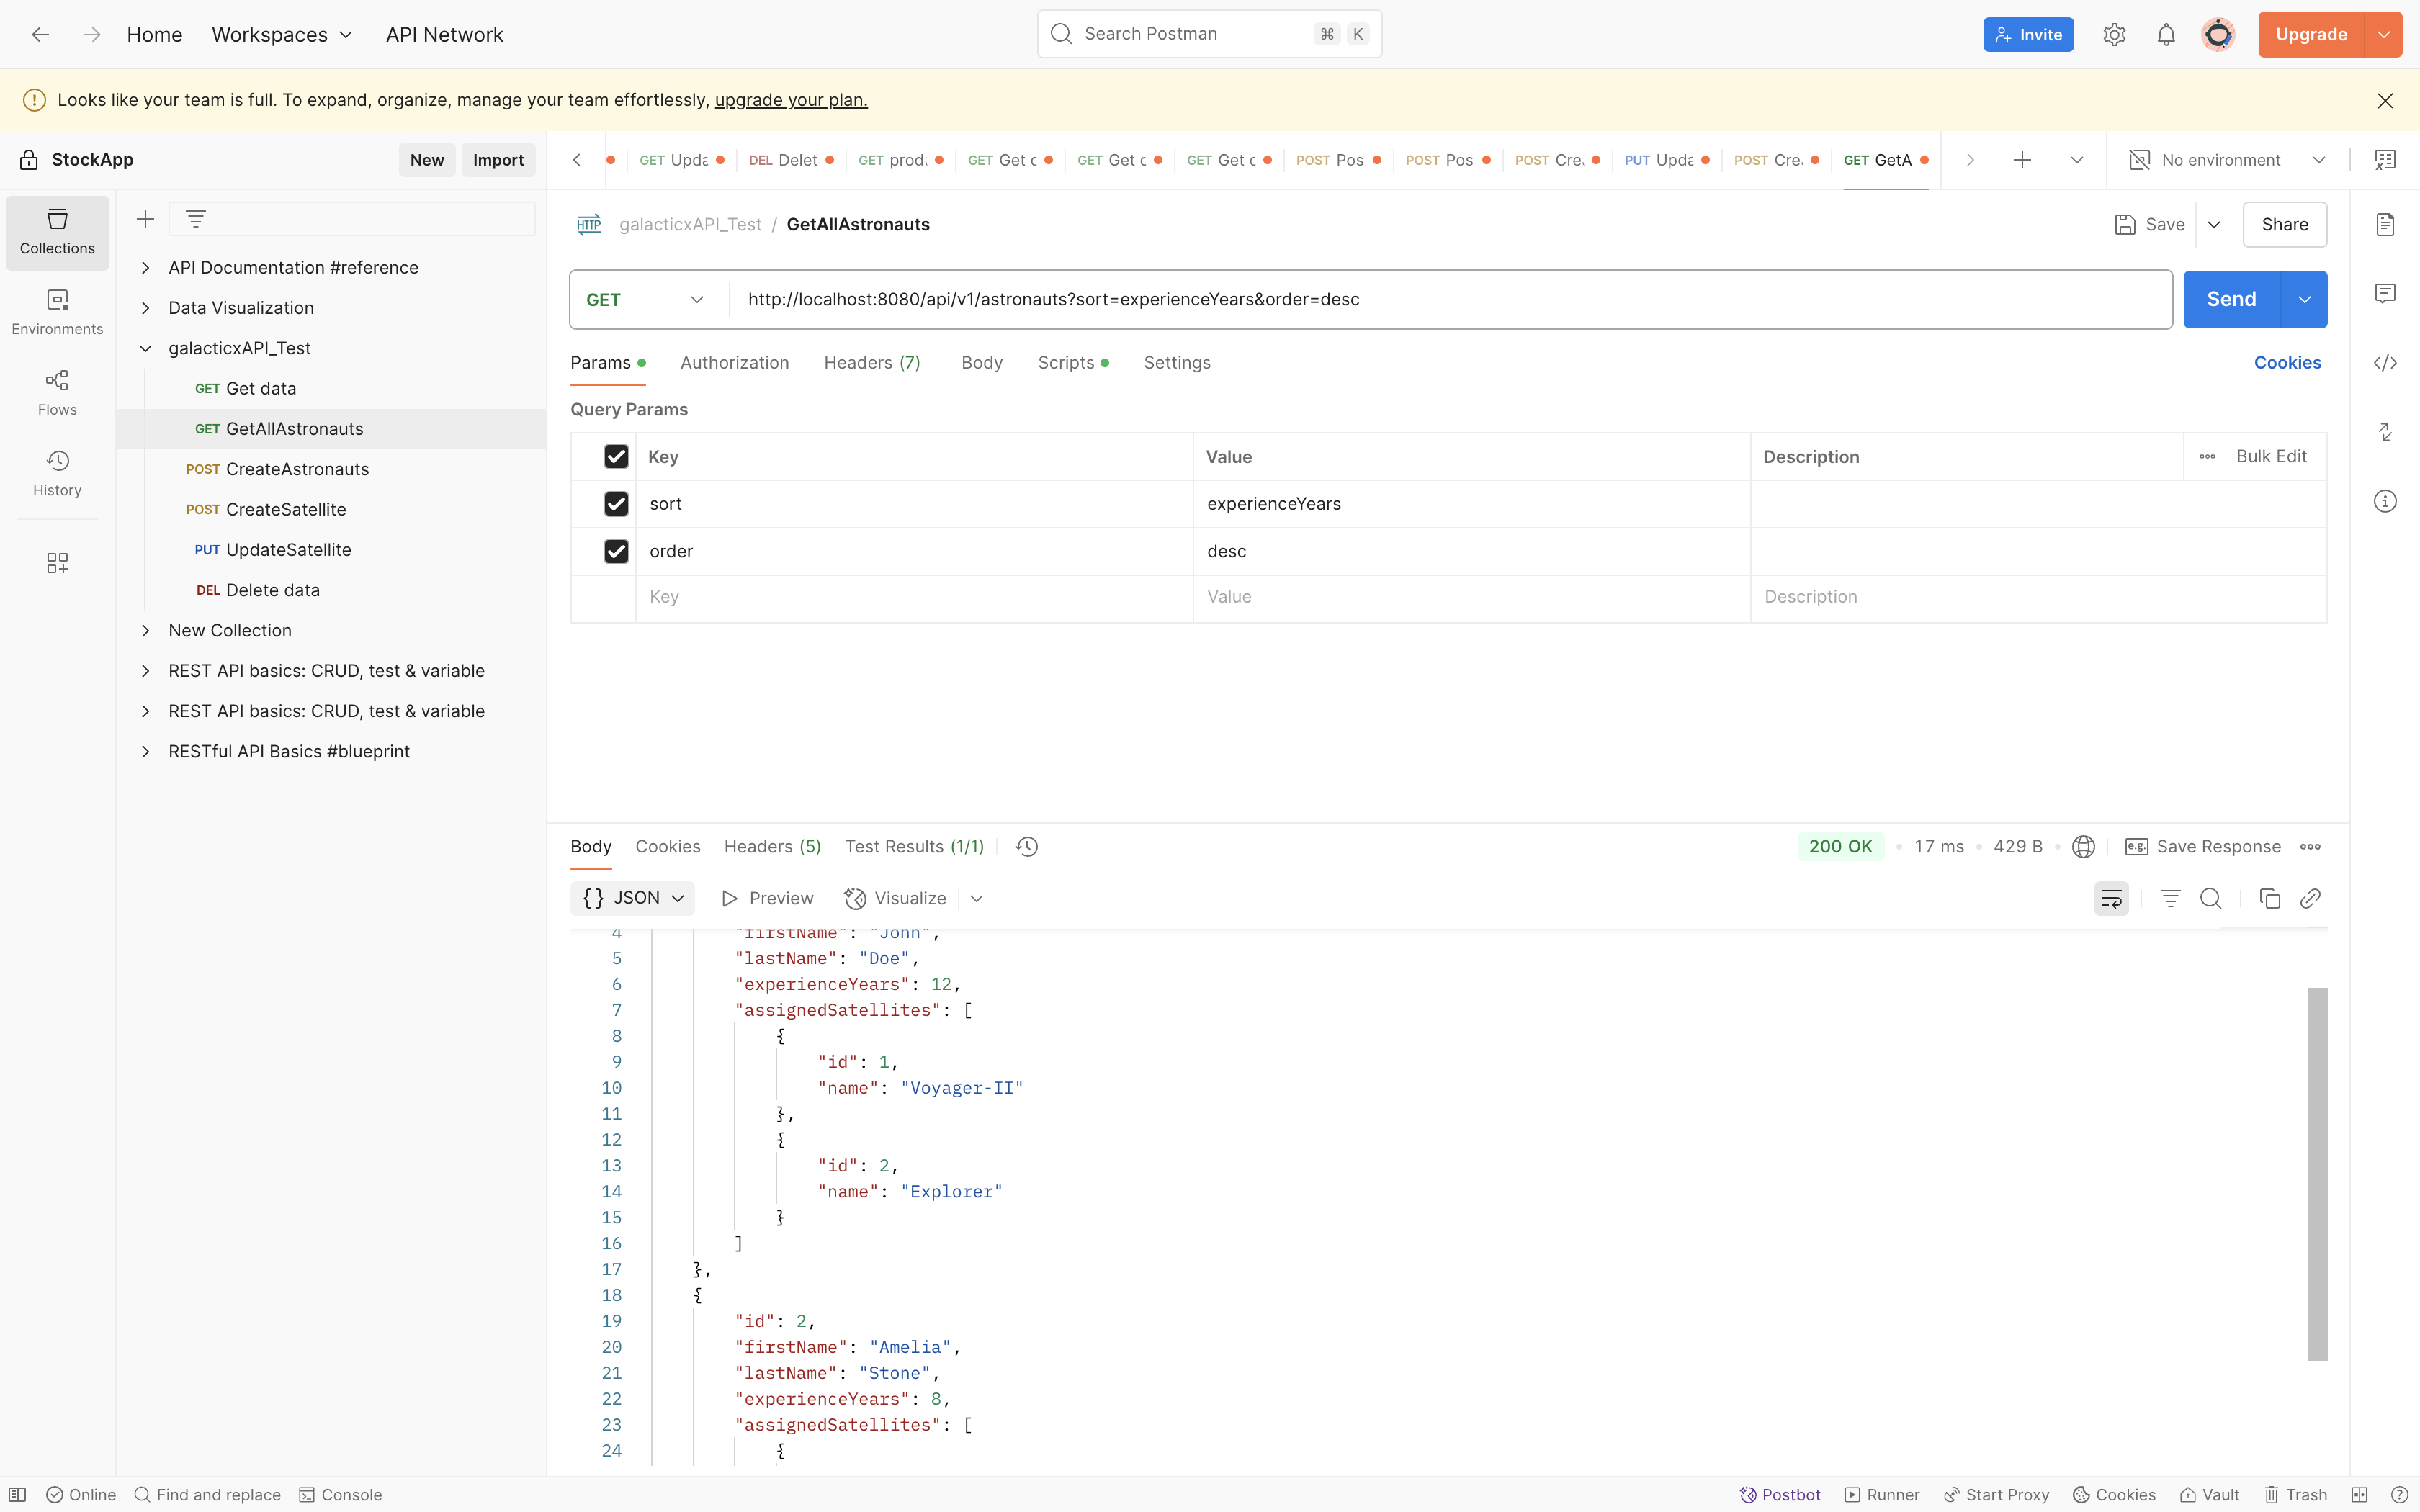 Home Workspaces API Network Search Postman ⌘ K Invite Upgrade
Looks like your team is full. To expand, organize, manage your team effortlessly, upgrade your plan.
StockApp New Import
GET Upda DEL Delet GET produ GET Get c GET Get c GET Get c POST Pos POST Pos POST Cre PUT Upda POST Cre GET GetA No environment
Collections
Environments
Flows
History
API Documentation #reference
Data Visualization
galacticxAPI_Test
GET Get data
GET GetAllAstronauts
POST CreateAstronauts
POST CreateSatellite
PUT UpdateSatellite
DEL Delete data
New Collection
REST API basics: CRUD, test & variable
REST API basics: CRUD, test & variable
RESTful API Basics #blueprint
HTTP galacticxAPI_Test / GetAllAstronauts Save Share
GET http://localhost:8080/api/v1/astronauts?sort=experienceYears&order=desc Send
Params Authorization Headers (7) Body Scripts Settings Cookies
Query Params
Key Value Description Bulk Edit
sort experienceYears
order desc
Key Value Description
Body Cookies Headers (5) Test Results (1/1) 200 OK 17 ms 429 B e.g. Save Response
{} JSON Preview Visualize
4 "firstName": "John",
5 "lastName": "Doe",
6 "experienceYears": 12,
7 "assignedSatellites": [
8 {
9 "id": 1,
10 "name": "Voyager-II"
11 },
12 {
13 "id": 2,
14 "name": "Explorer"
15 }
16 ]
17 },
18 {
19 "id": 2,
20 "firstName": "Amelia",
21 "lastName": "Stone",
22 "experienceYears": 8,
23 "assignedSatellites": [
24 {
Online Find and replace Console Postbot Runner Start Proxy Cookies Vault Trash